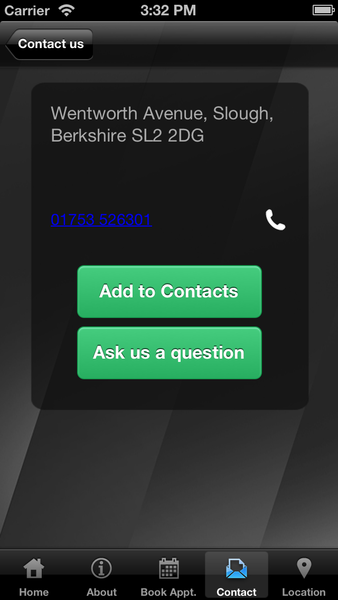 Carrier 3:32 PM
Contact us
Wentworth Avenue, Slough,
Berkshire SL2 2DG
01753 526301
Add to Contacts
Ask us a question
Home About Book Appt. Contact Location